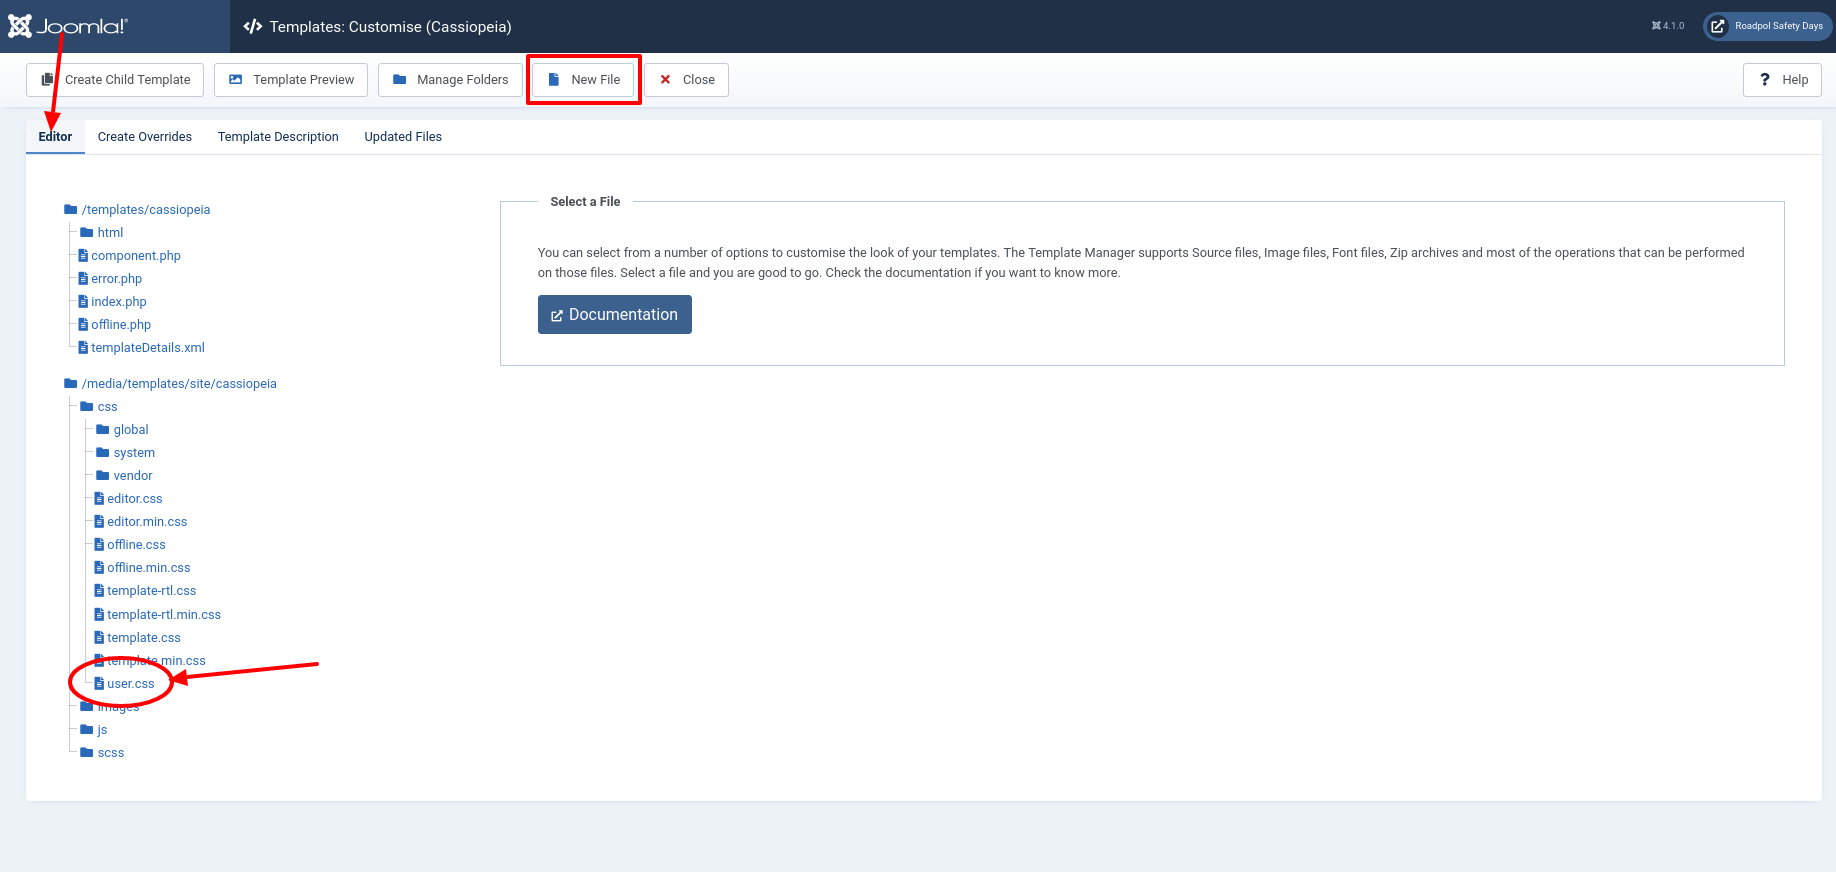 Joomla!®
Templates: Customise (Cassiopeia)
4.1.0
Roadpol Safety Days
Create Child Template
Template Preview
Manage Folders
New File
Close
? Help
Editor
Create Overrides
Template Description
Updated Files
/templates/cassiopeia
html
component.php
error.php
index.php
offline.php
templateDetails.xml
/media/templates/site/cassiopeia
css
global
system
vendor
editor.css
editor.min.css
offline.css
offline.min.css
template-rtl.css
template-rtl.min.css
template.css
template.min.css
user.css
images
js
scss
Select a File
You can select from a number of options to customise the look of your templates. The Template Manager supports Source files, Image files, Font files, Zip archives and most of the operations that can be performed
on those files. Select a file and you are good to go. Check the documentation if you want to know more.
Documentation